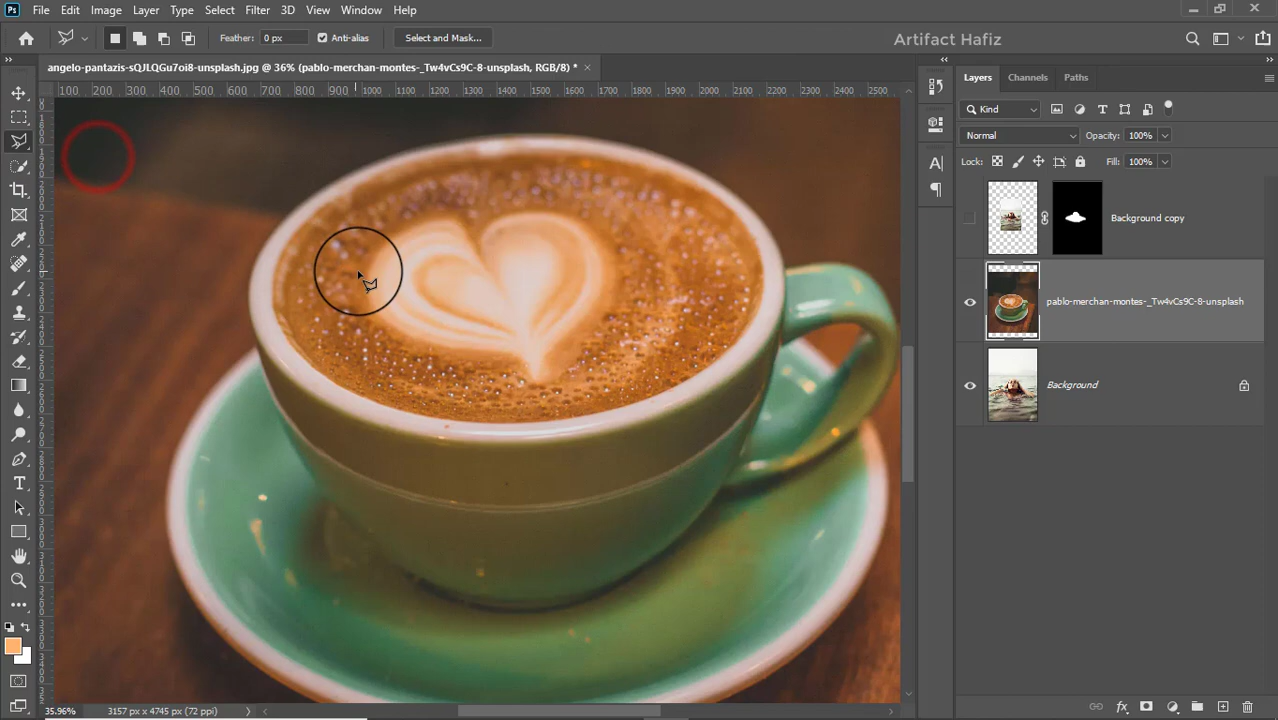 Ps File Edit Image Layer Type Select Filter 3D View Window Help
Feather: 0 px Anti-alias Select and Mask... Artifact Hafiz
angelo-pantazis-sQJLQGu7oi8-unsplash.jpg @ 36% (pablo-merchan-montes-_Tw4vCs9C-8-unsplash, RGB/8) *
100 200 300 400 500 600 700 800 900 1000 1100 1200 1300 1400 1500 1600 1700 1800 1900 2000 2100 2200 2300 2400 2500
Layers Channels Paths
Kind
Normal Opacity: 100%
Lock: Fill: 100%
Background copy
pablo-merchan-montes-_Tw4vCs9C-8-unsplash
Background
35.96% 3157 px x 4745 px (72 ppi)